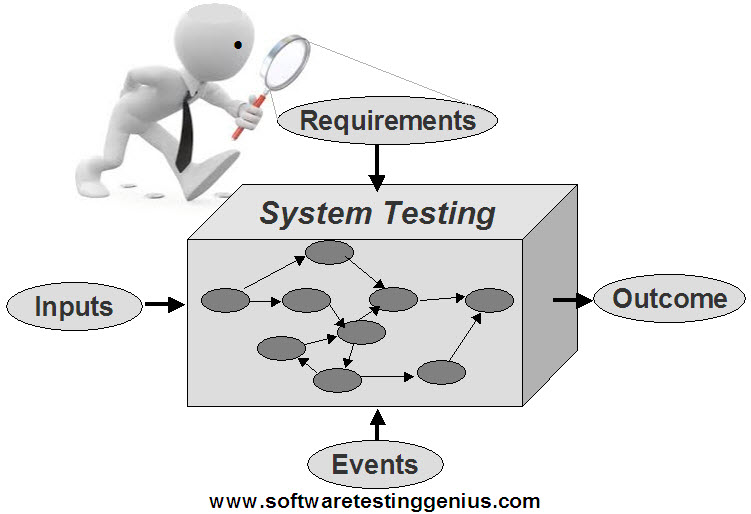 Requirements
System Testing
Inputs
Outcome
Events
www.softwaretestinggenius.com